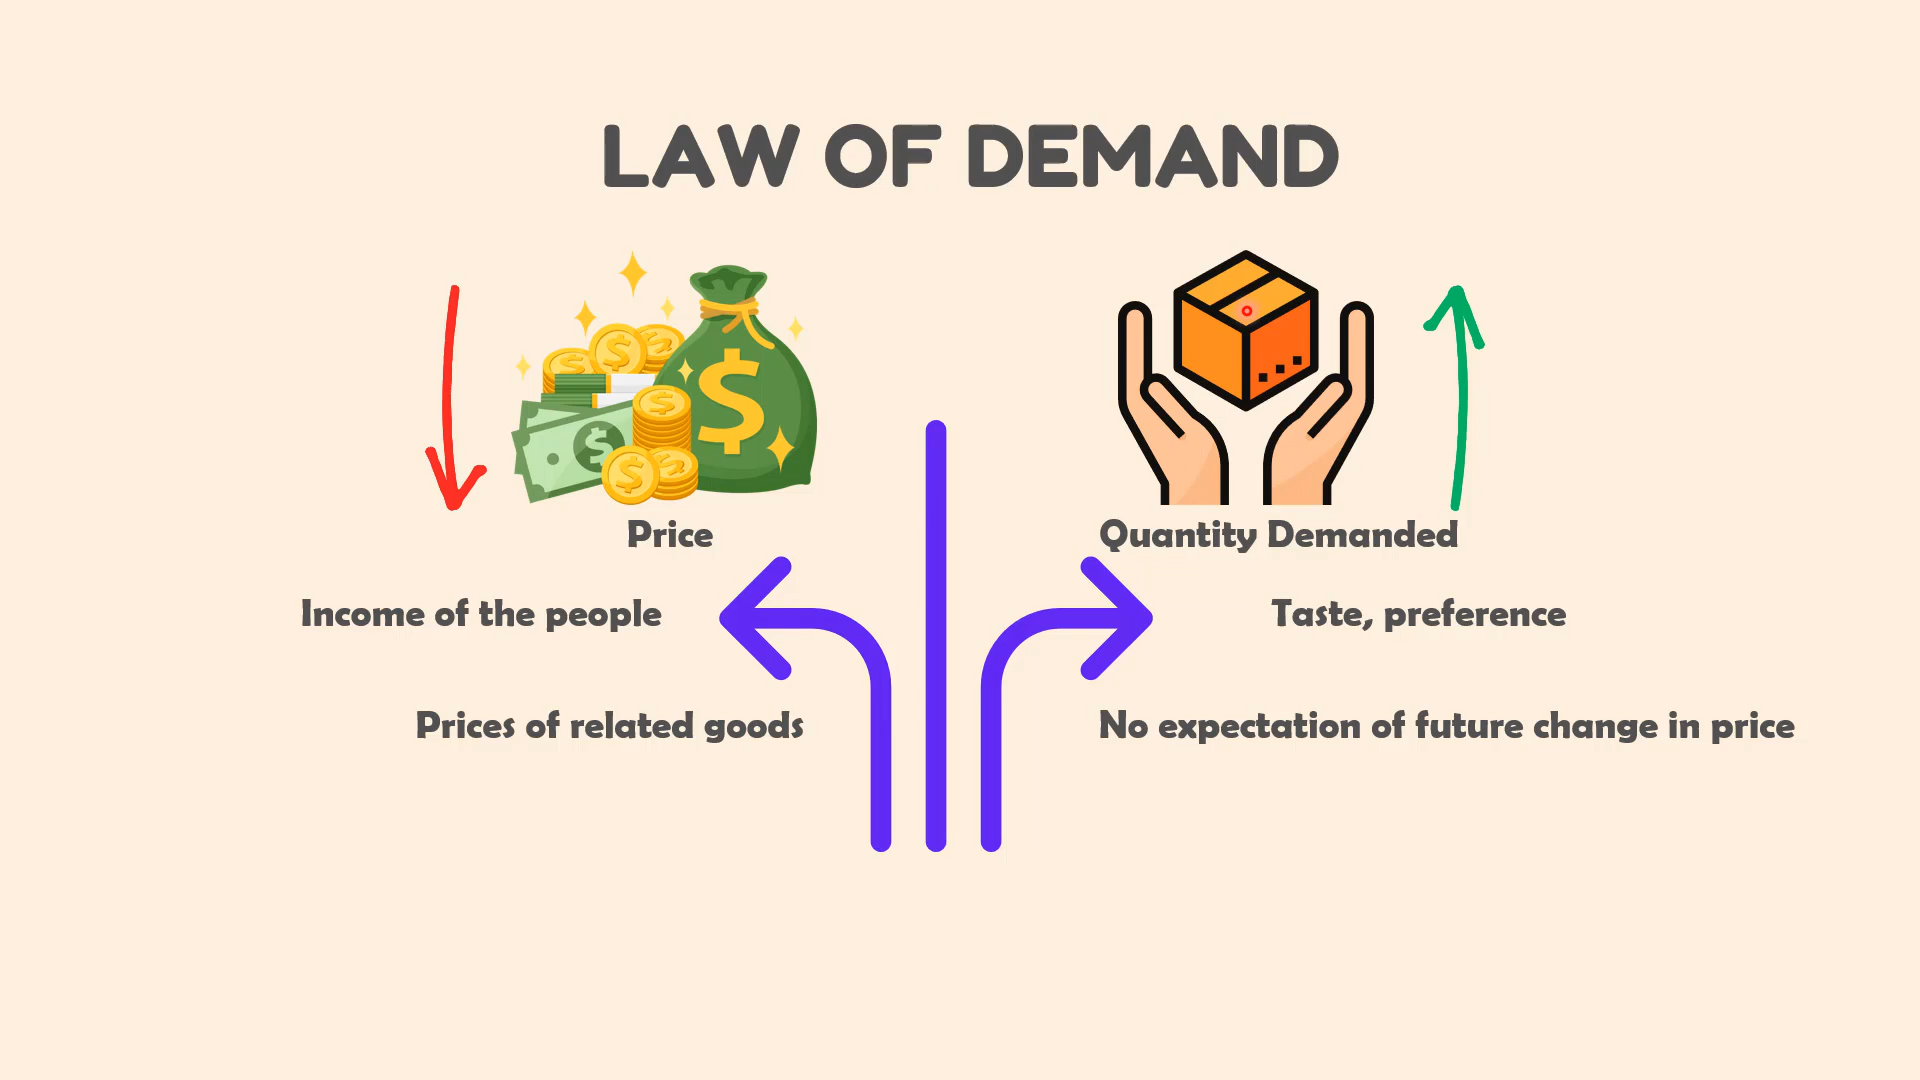 LAW OF DEMAND
Price
Quantity Demanded
Income of the people
Taste, preference
Prices of related goods
No expectation of future change in price